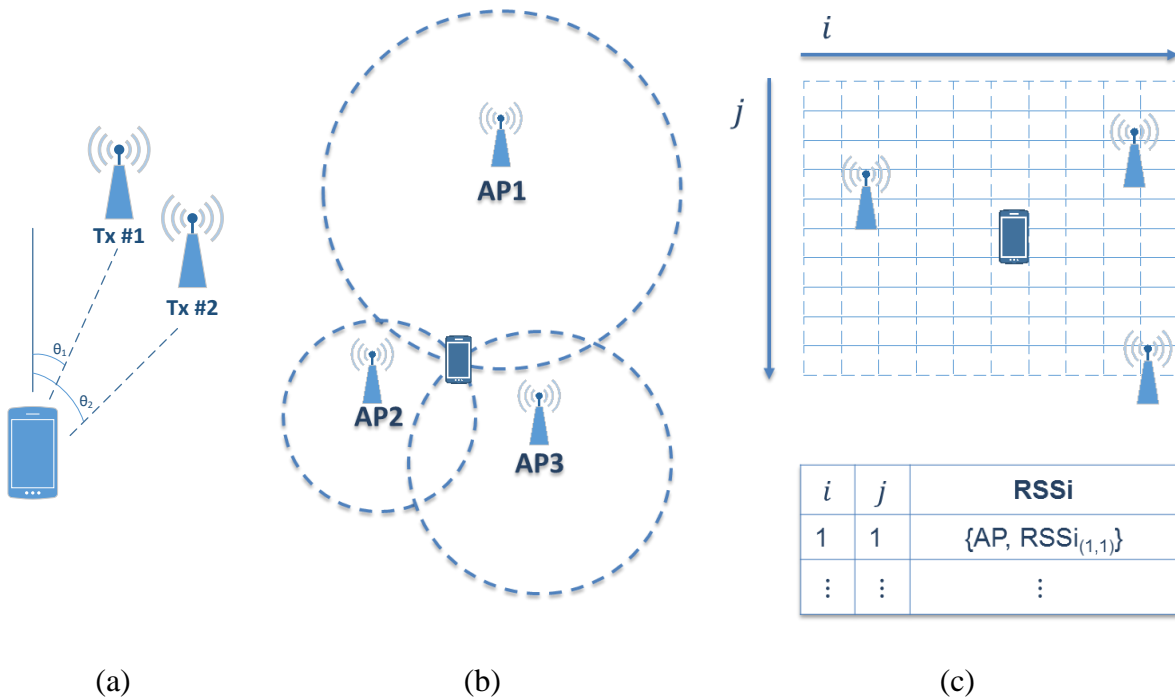 Tx #1
Tx #2
θ1
θ2
(a)
AP1
AP2
AP3
(b)
i
j
i j RSSi
1 1 {AP, RSSi(1,1)}
⋮ ⋮ ⋮
(c)